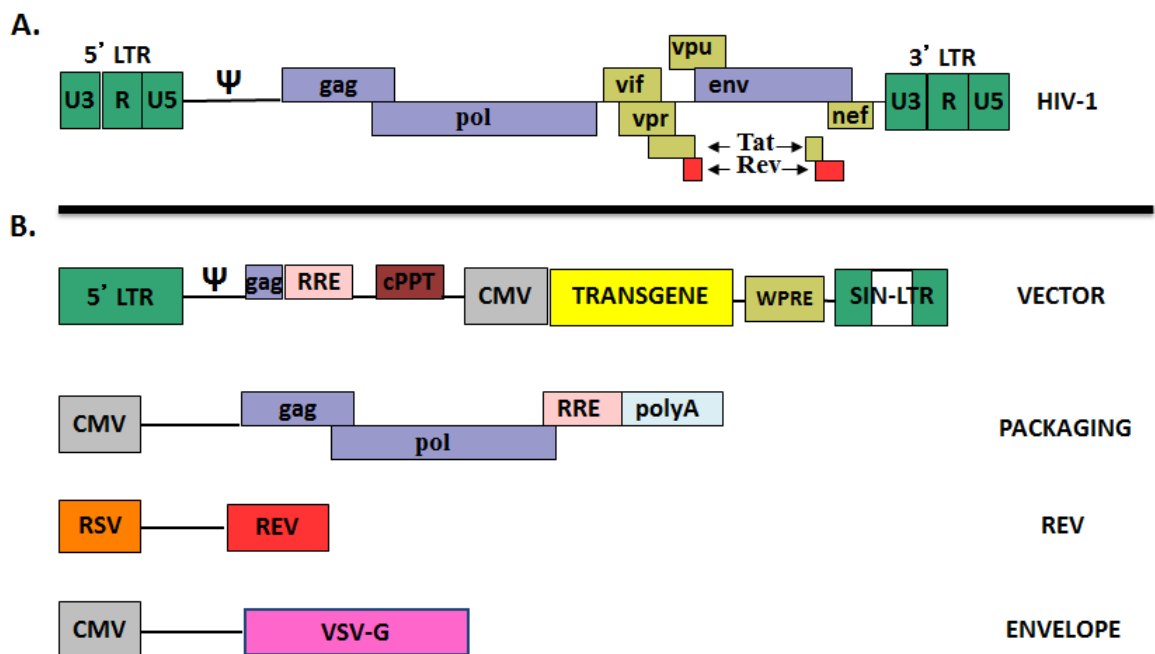 A.
5' LTR
3' LTR
U3 R U5
Ψ
gag
pol
vif
vpr
vpu
env
nef
U3 R U5
HIV-1
Tat
Rev
B.
5' LTR Ψ gag RRE cPPT CMV TRANSGENE WPRE SIN-LTR VECTOR
CMV gag pol RRE polyA PACKAGING
RSV REV REV
CMV VSV-G ENVELOPE